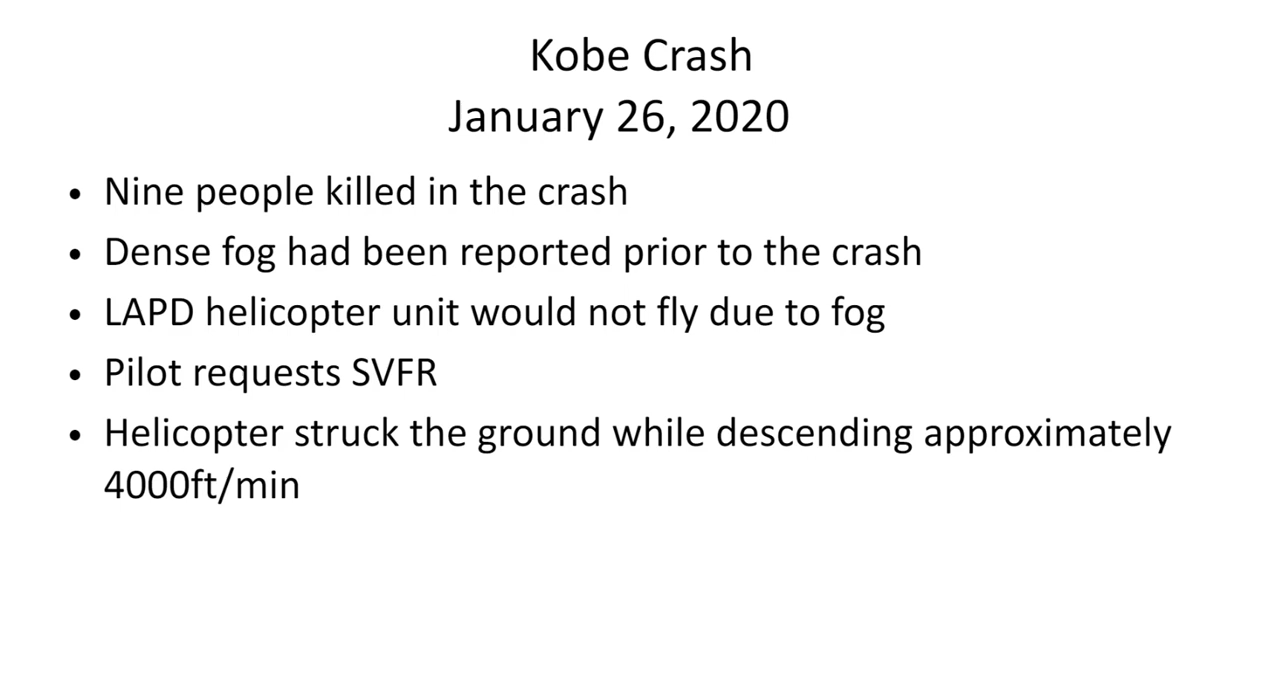 Kobe Crash
January 26, 2020
• Nine people killed in the crash
• Dense fog had been reported prior to the crash
• LAPD helicopter unit would not fly due to fog
• Pilot requests SVFR
• Helicopter struck the ground while descending approximately
4000ft/min